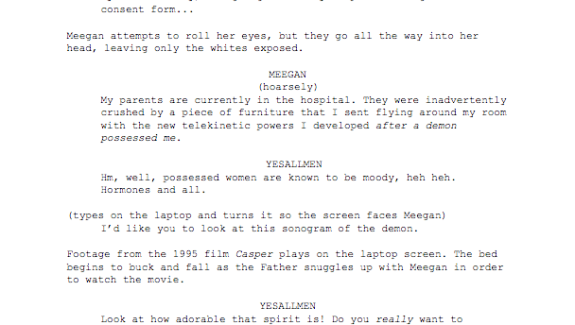 consent form...
Meegan attempts to roll her eyes, but they go all the way into her
head, leaving only the whites exposed.
MEEGAN
(hoarsely)
My parents are currently in the hospital. They were inadvertently
crushed by a piece of furniture that I sent flying around my room
with the new telekinetic powers I developed after a demon
possessed me.
YESALLMEN
Hm, well, possessed women are known to be moody, heh heh.
Hormones and all.
(types on the laptop and turns it so the screen faces Meegan)
I'd like you to look at this sonogram of the demon.
Footage from the 1995 film Casper plays on the laptop screen. The bed
begins to buck and fall as the Father snuggles up with Meegan in order
to watch the movie.
YESALLMEN
Look at how adorable that spirit is! Do you really want to